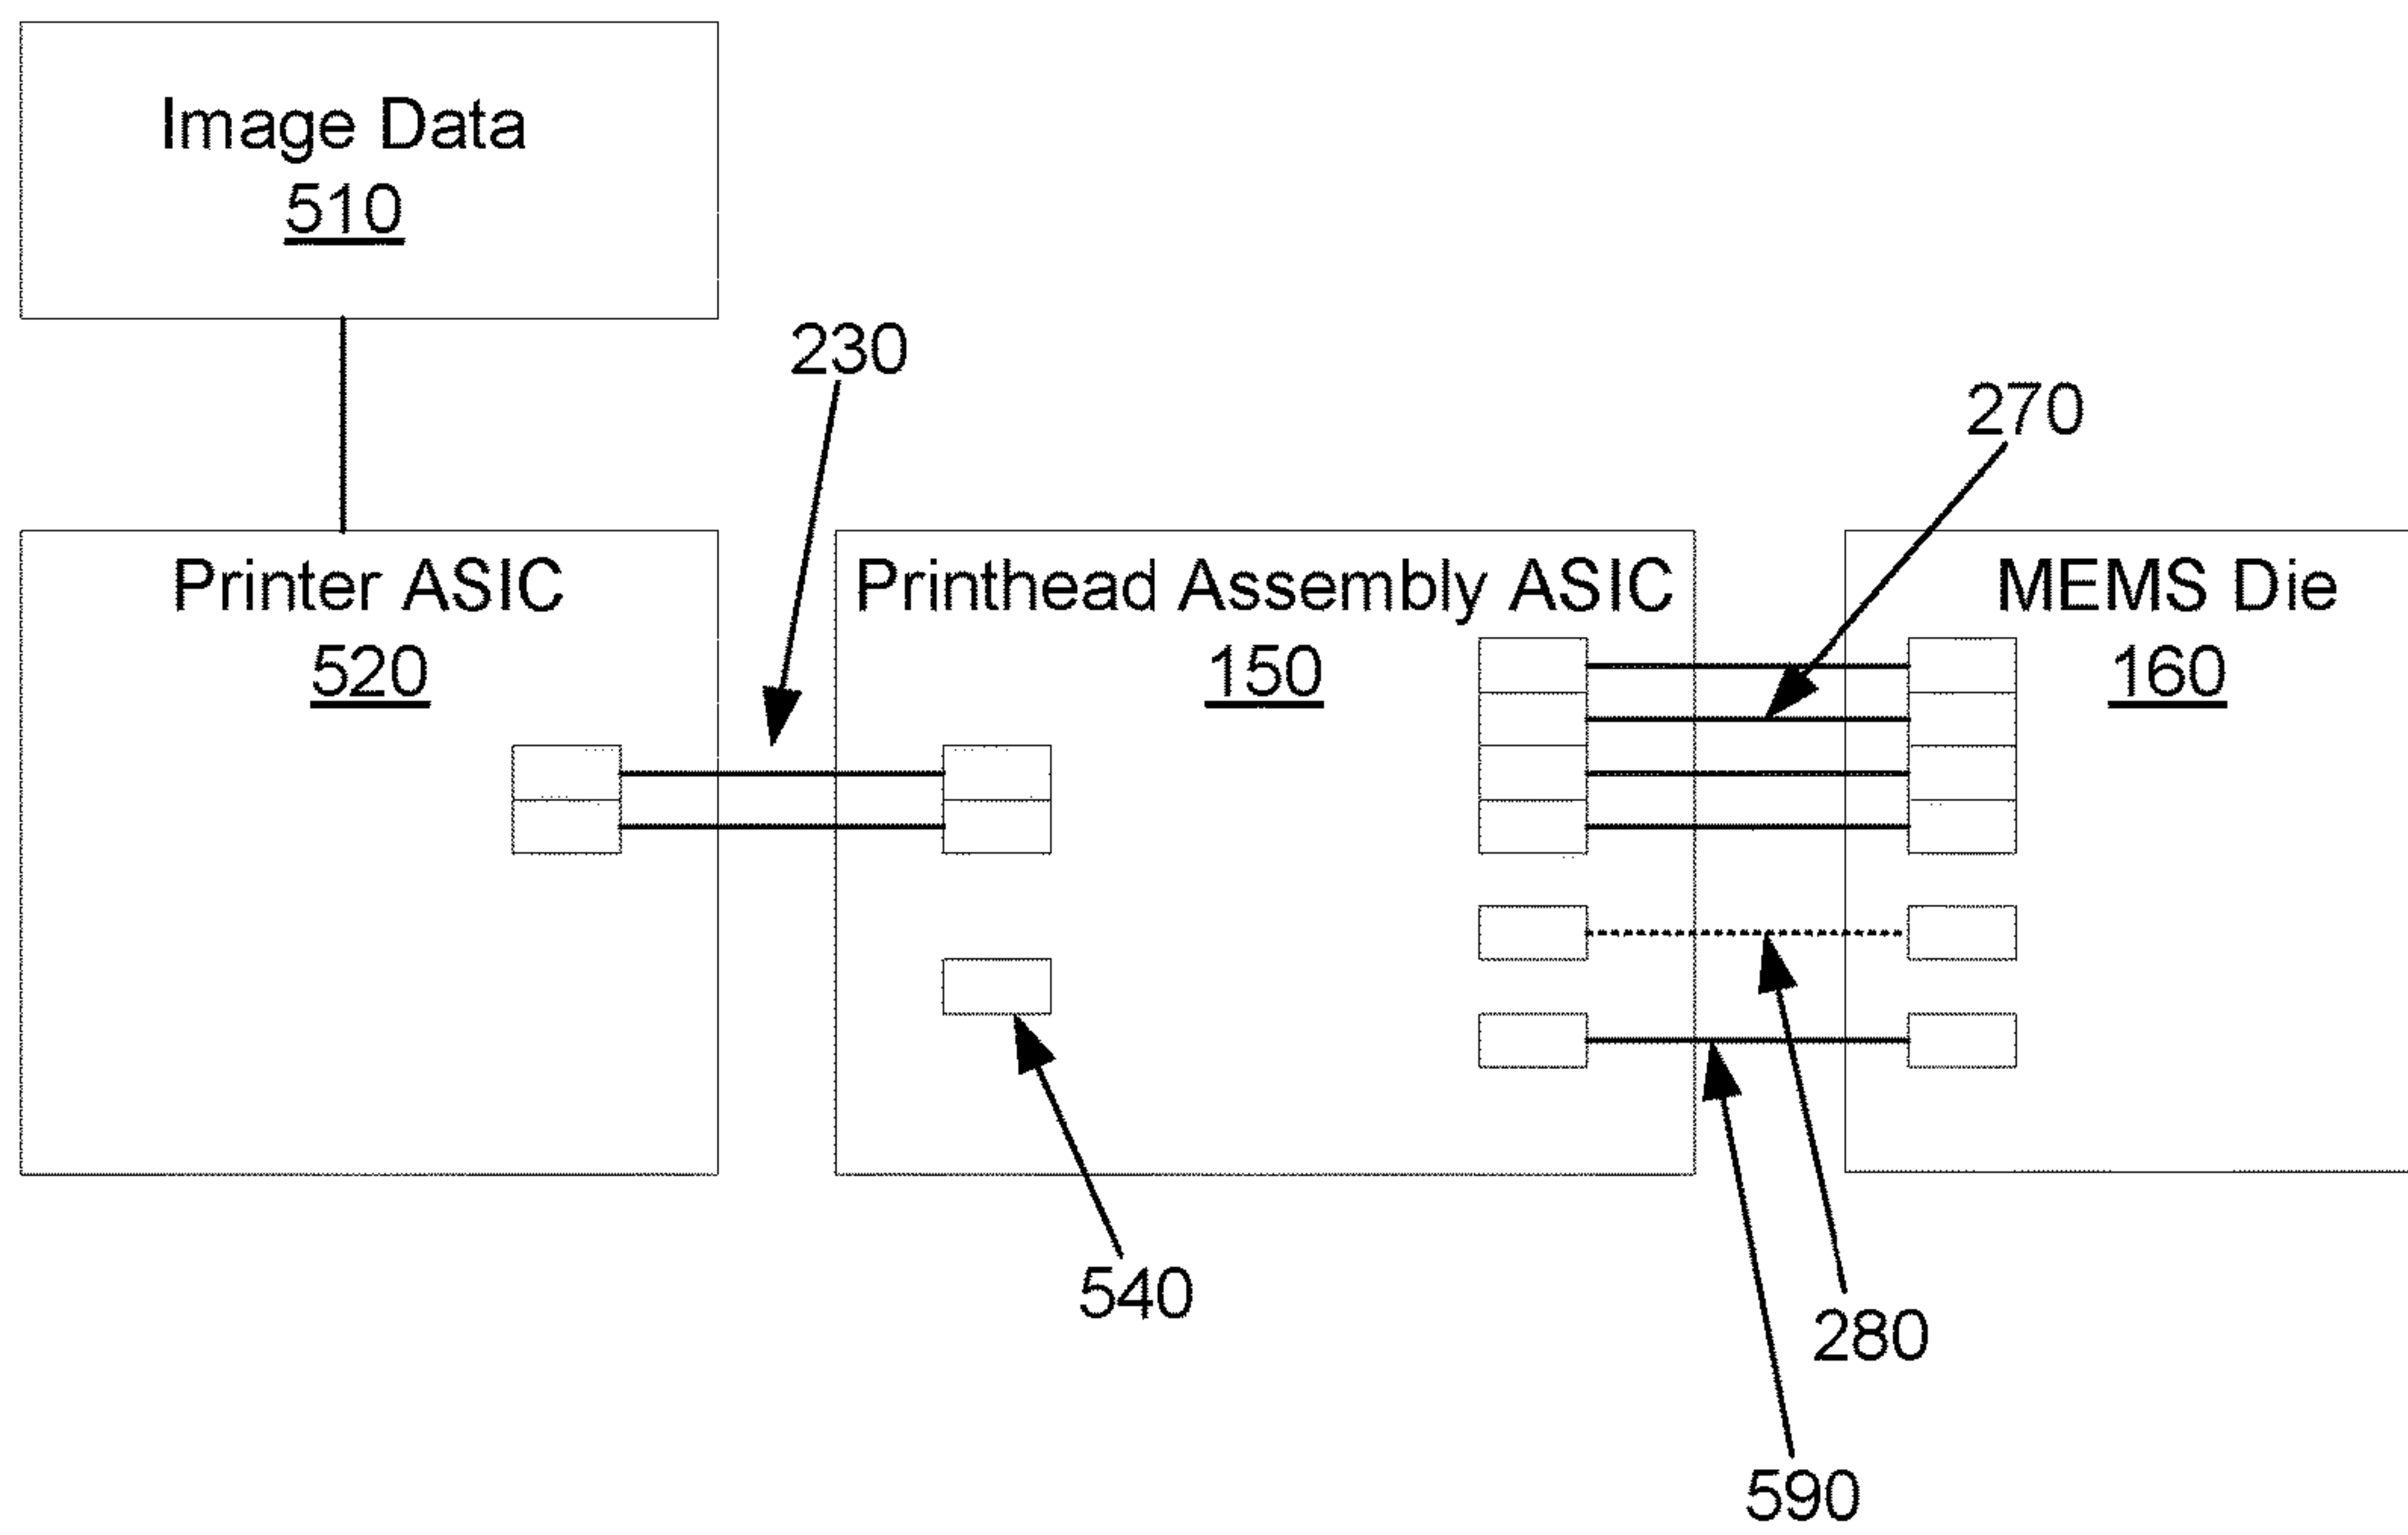 Image Data
510
230
270
Printer ASIC
520
Printhead Assembly ASIC
150
MEMS Die
160
540
280
590